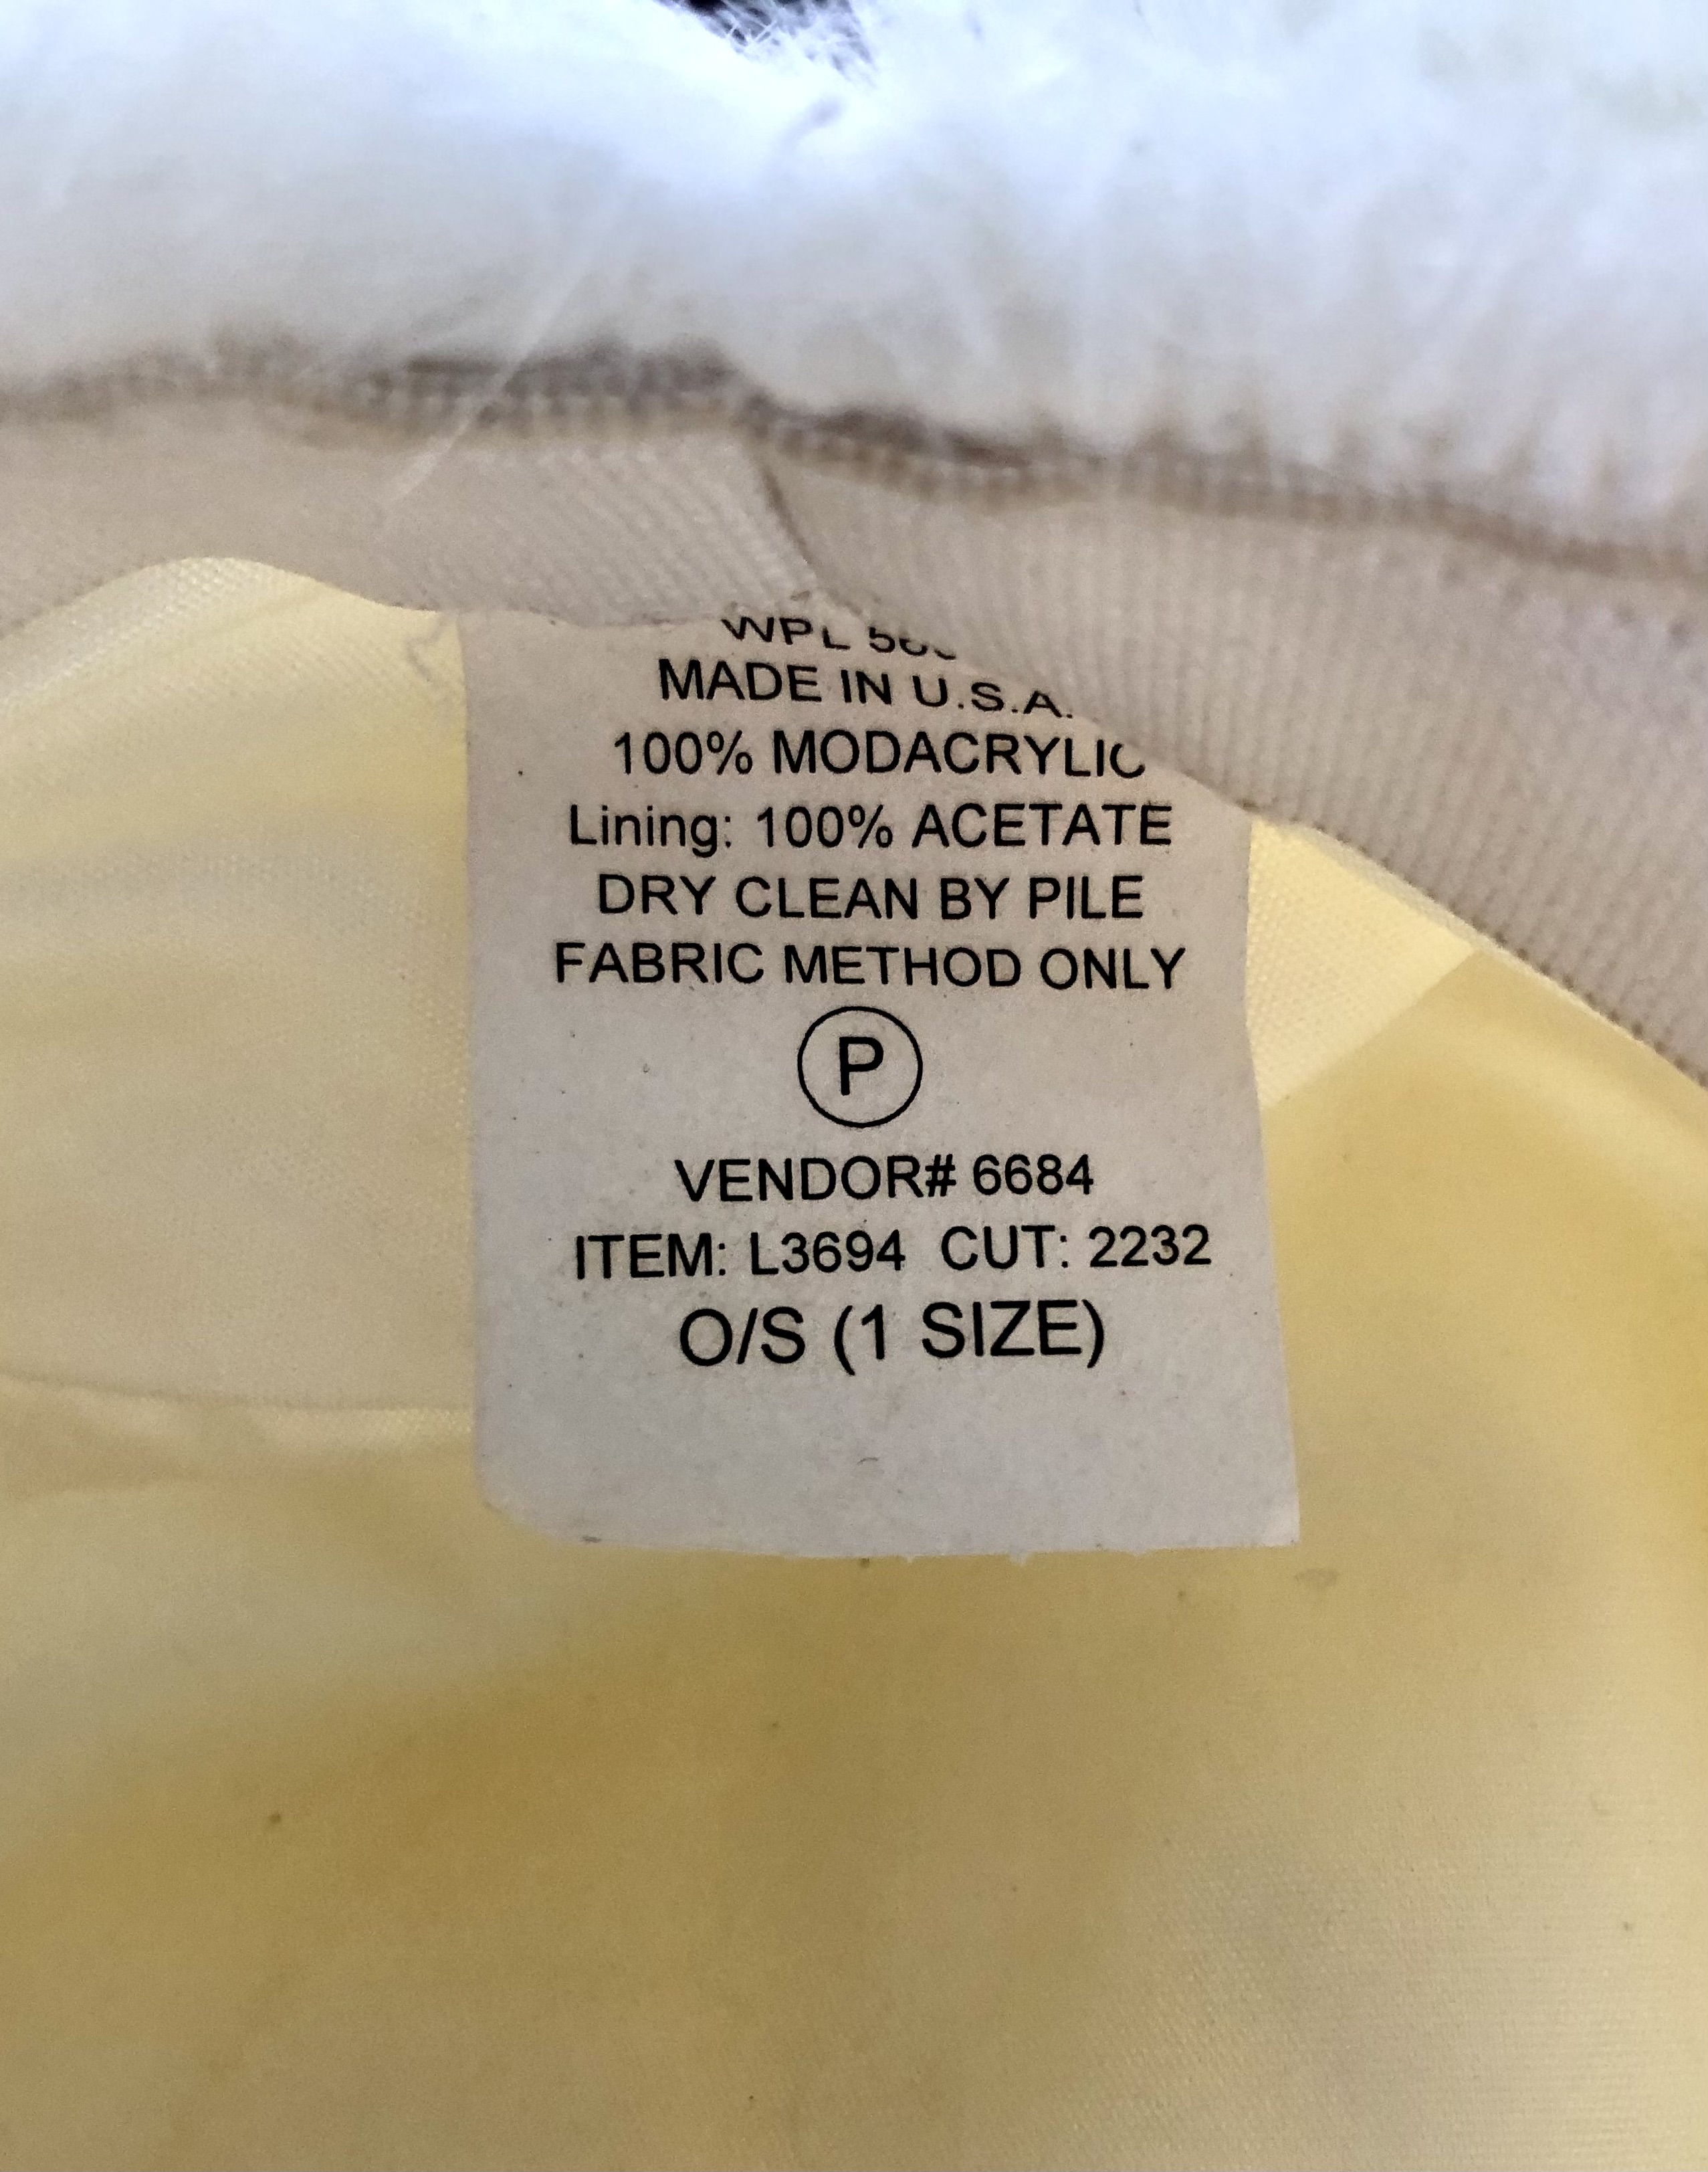 WPL
MADE IN U.S.A.
100% MODACRYLIC
Lining: 100% ACETATE
DRY CLEAN BY PILE
FABRIC METHOD ONLY
P
VENDOR# 6684
ITEM: L3694 CUT: 2232
O/S (1 SIZE)